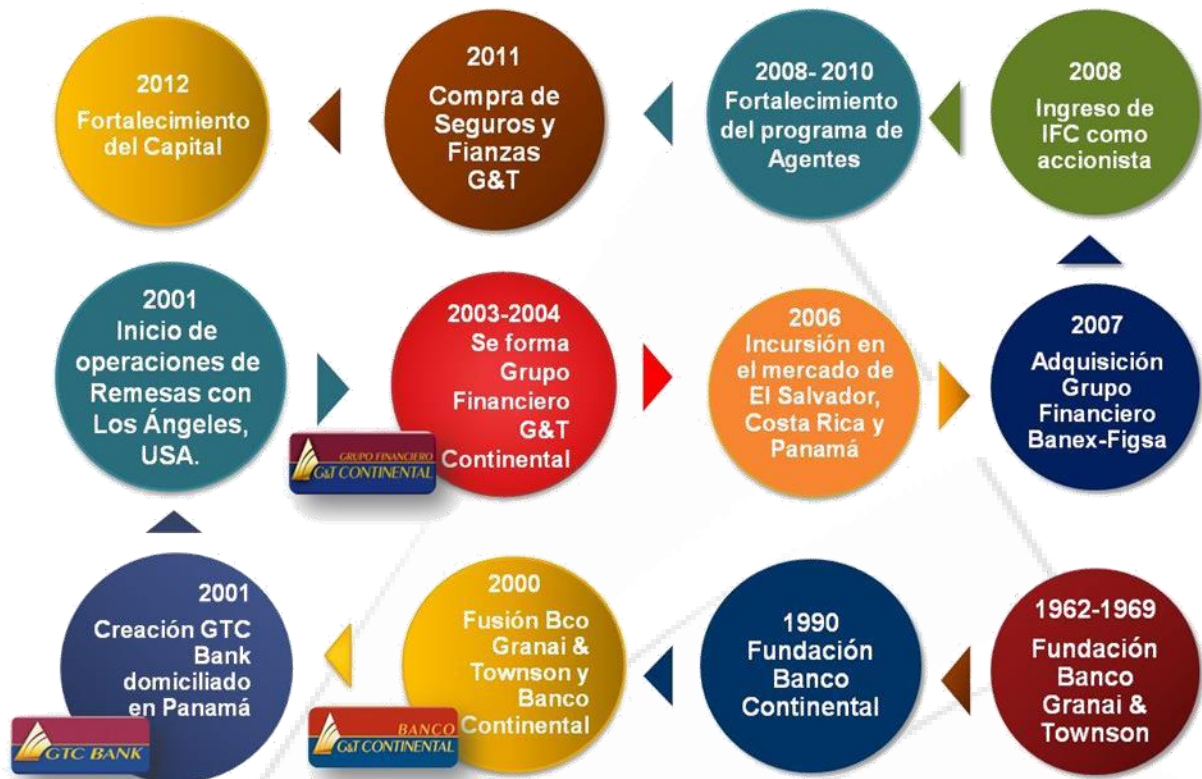 2012
Fortalecimiento
del Capital
2011
Compra de
Seguros y
Fianzas
G&T
2008- 2010
Fortalecimiento
del programa de
Agentes
2008
Ingreso de
IFC como
accionista
2001
Inicio de
operaciones de
Remesas con
Los Ángeles,
USA.
2003-2004
Se forma
Grupo
Financiero
G&T
Continental
GRUPO FINANCIERO
G&T CONTINENTAL
2006
Incursión en
el mercado de
El Salvador,
Costa Rica y
Panamá
2007
Adquisición
Grupo
Financiero
Banex-Figsa
2001
Creación GTC
Bank
domiciliado
en Panamá
GTC BANK
2000
Fusión Bco
Granai &
Townson y
Banco
Continental
BANCO
G&T CONTINENTAL
1990
Fundación
Banco
Continental
1962-1969
Fundación
Banco
Granai &
Townson